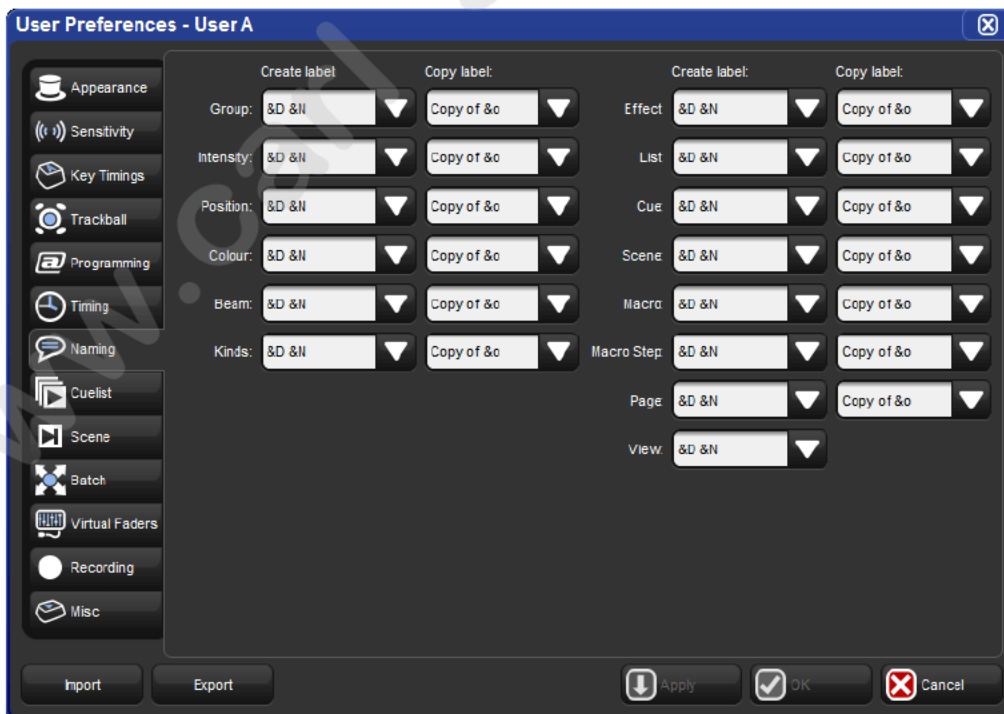 User Preferences - User A
Appearance
Sensitivity
Key Timings
Trackball
Programming
Timing
Naming
Cuelist
Scene
Batch
Virtual Faders
Recording
Misc
Create label: Copy label: Create label: Copy label:
Group: &D &N Copy of &o Effect &D &N Copy of &o
Intensity: &D &N Copy of &o List &D &N Copy of &o
Position: &D &N Copy of &o Cue &D &N Copy of &o
Colour: &D &N Copy of &o Scene &D &N Copy of &o
Beam: &D &N Copy of &o Macro &D &N Copy of &o
Kinds: &D &N Copy of &o Macro Step &D &N Copy of &o
Page &D &N Copy of &o
View: &D &N
Import Export Apply OK Cancel
www.carl